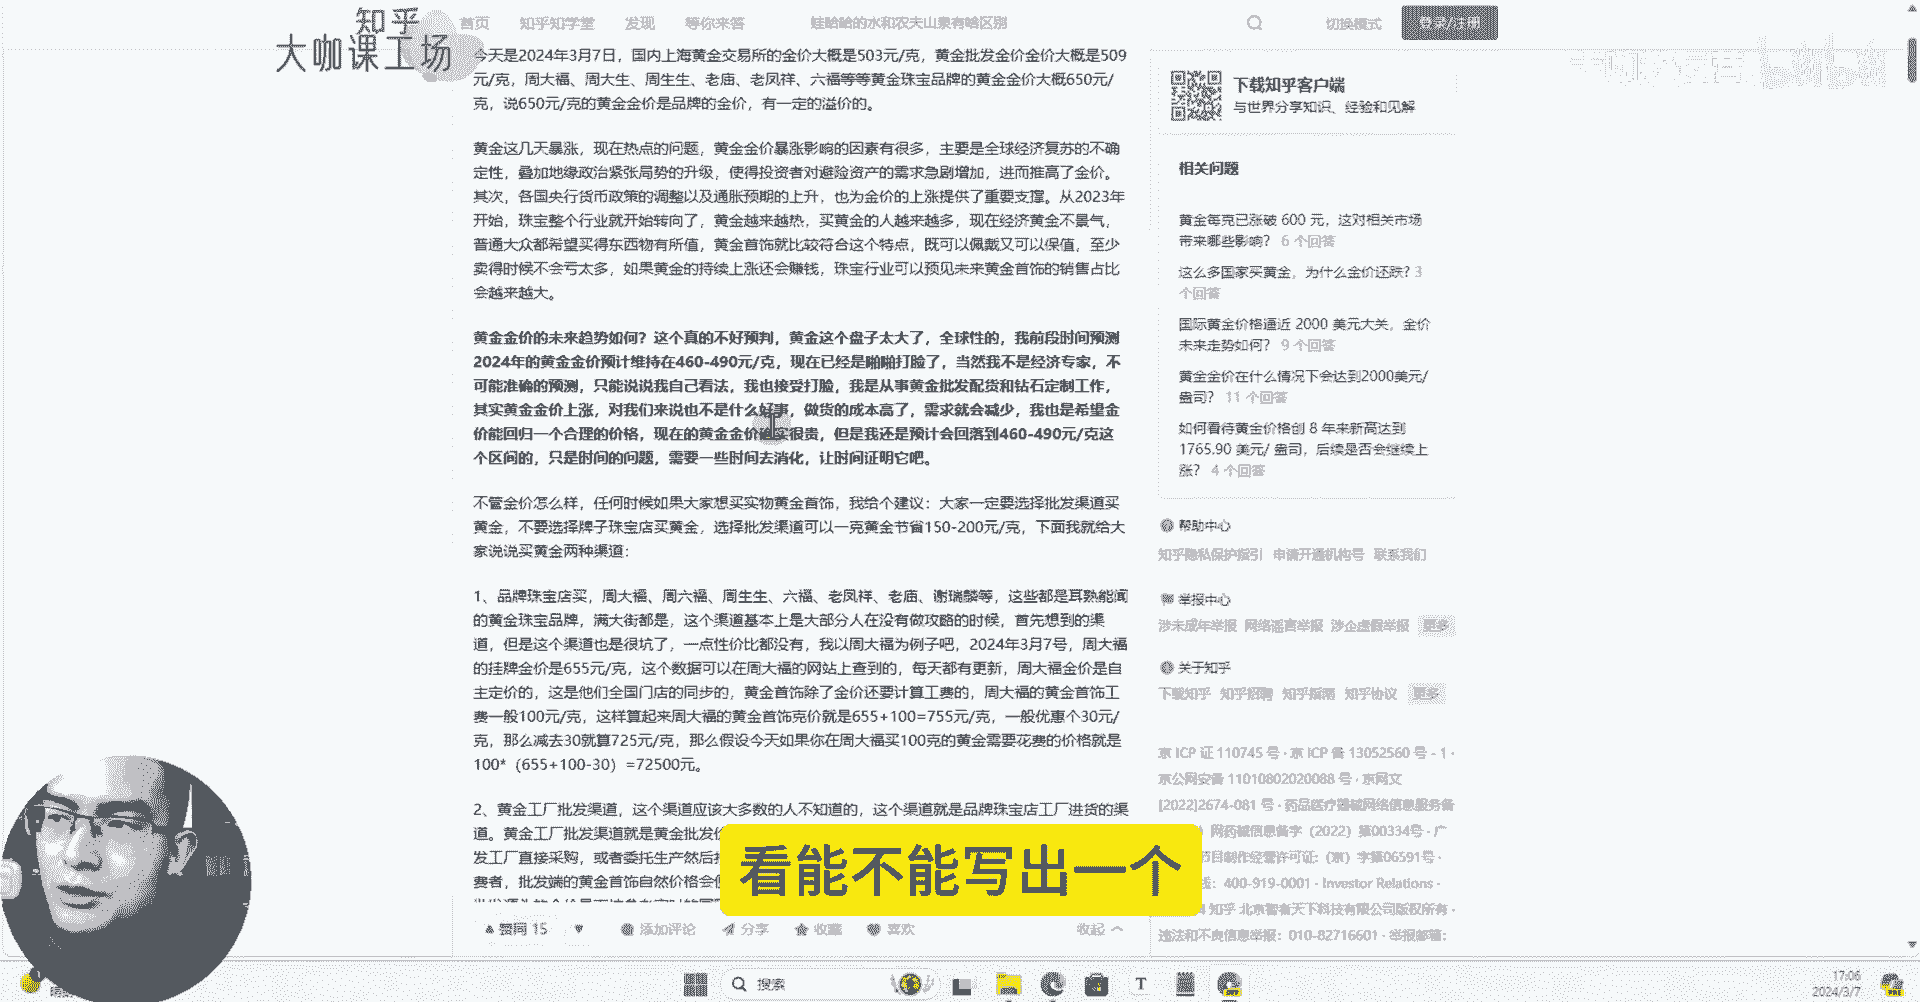 知乎
大咖课工场
首页 知乎知学堂 发现 等你来答 娃哈哈的水和农夫山泉有啥区别 切换模式 登录/注册
今天是2024年3月7日，国内上海黄金交易所的金价大概是503元/克，黄金批发金价金价大概是509
元/克，周大福、周大生、周生生、老庙、老凤祥、六福等等黄金珠宝品牌的黄金金价大概650元/
克，说650元/克的黄金金价是品牌的金价，有一定的溢价的。
黄金这几天暴涨，现在热点的问题，黄金金价暴涨影响的因素有很多，主要是全球经济复苏的不确
定性，叠加地缘政治紧张局势的升级，使得投资者对避险资产的需求急剧增加，进而推高了金价。
其次，各国央行货币政策的调整以及通胀预期的上升，也为金价的上涨提供了重要支撑。从2023年
开始，珠宝整个行业就开始转向了，黄金越来越热，买黄金的人越来越多，现在经济黄金不景气，
普通大众都希望买得东西物有所值，黄金首饰就比较符合这个特点，既可以佩戴又可以保值，至少
卖得时候不会亏太多，如果黄金的持续上涨还会赚钱，珠宝行业可以预见未来黄金首饰的销售占比
会越来越大。
黄金金价的未来趋势如何？这个真的不好预判，黄金这个盘子太大了，全球性的，我前段时间预测
2024年的黄金金价预计维持在460-490元/克，现在已经是啪啪打脸了，当然我不是经济专家，不
可能准确的预测，只能说说我自己看法，我也接受打脸，我是从事黄金批发配货和钻石定制工作，
其实黄金金价上涨，对我们来说也不是什么好事，做货的成本高了，需求就会减少，我也是希望金
价能回归一个合理的价格，现在的黄金金价确实很贵，但是我还是预计会回落到460-490元/克这
个区间的，只是时间的问题，需要一些时间去消化，让时间证明它吧。
不管金价怎么样，任何时候如果大家想买实物黄金首饰，我给个建议：大家一定要选择批发渠道买
黄金，不要选择牌子珠宝店买黄金，选择批发渠道可以一克黄金节省150-200元/克，下面我就给大
家说说买黄金两种渠道：
1、品牌珠宝店买，周大福、周六福、周生生、六福、老凤祥、老庙、谢瑞麟等，这些都是耳熟能闻
的黄金珠宝品牌，满大街都是，这个渠道基本上是大部分人在没有做攻略的时候，首先想到的渠
道，但是这个渠道也是很坑了，一点性价比都没有，我以周大福为例子吧，2024年3月7号，周大福
的挂牌金价是655元/克，这个数据可以在周大福的网站上查到的，每天都有更新，周大福金价是自
主定价的，这是他们全国门店的同步的，黄金首饰除了金价还要计算工费的，周大福的黄金首饰工
费一般100元/克，这样算起来周大福的黄金首饰克价就是655+100=755元/克，一般优惠个30元/
克，那么减去30就算725元/克，那么假设今天如果你在周大福买100克的黄金需要花费的价格就是
100*（655+100-30）=72500元。
2、黄金工厂批发渠道，这个渠道应该大多数的人不知道的，这个渠道就是品牌珠宝店工厂进货的渠
道。黄金工厂批发渠道就是黄金批发
发工厂直接采购，或者委托生产然后
费者，批发端的黄金首饰自然价格会
赞同 15 添加评论 分享 收藏 喜欢 收起
下载知乎客户端
与世界分享知识、经验和见解
相关问题
黄金每克已涨破 600 元，这对相关市场
带来哪些影响？ 6 个回答
这么多国家买黄金，为什么金价还跌？3
个回答
国际黄金价格逼近 2000 美元大关，金价
未来走势如何？ 9 个回答
黄金金价在什么情况下会达到2000美元/
盎司？ 11 个回答
如何看待黄金价格创 8 年来新高达到
1765.90 美元/ 盎司，后续是否会继续上
涨？ 4 个回答
帮助中心
知乎隐私保护指引 申请开通机构号 联系我们
举报中心
涉未成年举报 网络谣言举报 涉企虚假举报 更多
关于知乎
下载知乎 知乎招聘 知乎指南 知乎协议 更多
京 ICP 证 110745 号 · 京 ICP 备 13052560 号 - 1 ·
京公网安备 11010802020088 号 · 京网文
[2022]2674-081 号 · 药品医疗器械网络信息服务备
网药械信息备字（2022）第00334号 · 广
节目制作经营许可证：（京）字第06591号 ·
400-919-0001 · Investor Relations ·
知乎 北京智者天下科技有限公司版权所有 ·
违法和不良信息举报：010-82716601 · 举报邮箱：
看能不能写出一个
搜索
17:06
2024/3/7